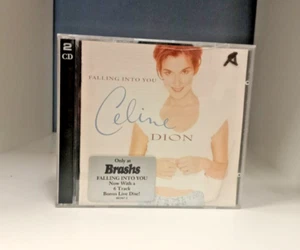 2
CD
FALLING INTO YOU
Celine
DION
Only at
Brashs
FALLING INTO YOU
Now With a
6 Track
Bonus Live Disc!